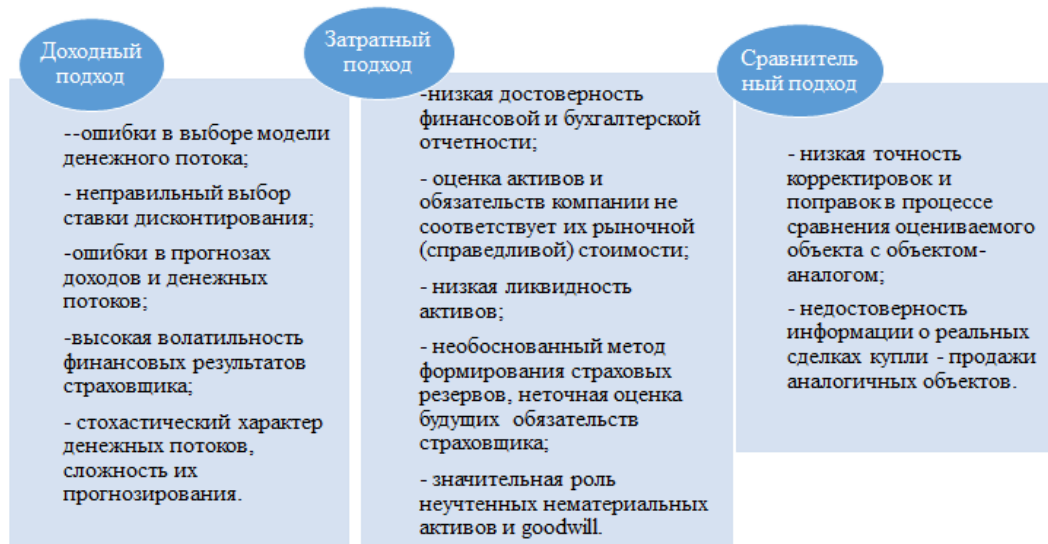 Доходный
подход
--ошибки в выборе модели
денежного потока;
- неправильный выбор
ставки дисконтирования;
-ошибки в прогнозах
доходов и денежных
потоков;
-высокая волатильность
финансовых результатов
страховщика;
- стохастический характер
денежных потоков,
сложность их
прогнозирования.
Затратный
подход
-низкая достоверность
финансовой и бухгалтерской
отчетности;
- оценка активов и
обязательств компании не
соответствует их рыночной
(справедливой) стоимости;
- низкая ликвидность
активов;
- необоснованный метод
формирования страховых
резервов, неточная оценка
будущих обязательств
страховщика;
- значительная роль
неучтенных нематериальных
активов и goodwill.
Сравнитель
ный подход
- низкая точность
корректировок и
поправок в процессе
сравнения оцениваемого
объекта с объектом-
аналогом;
- недостоверность
информации о реальных
сделках купли - продажи
аналогичных объектов.